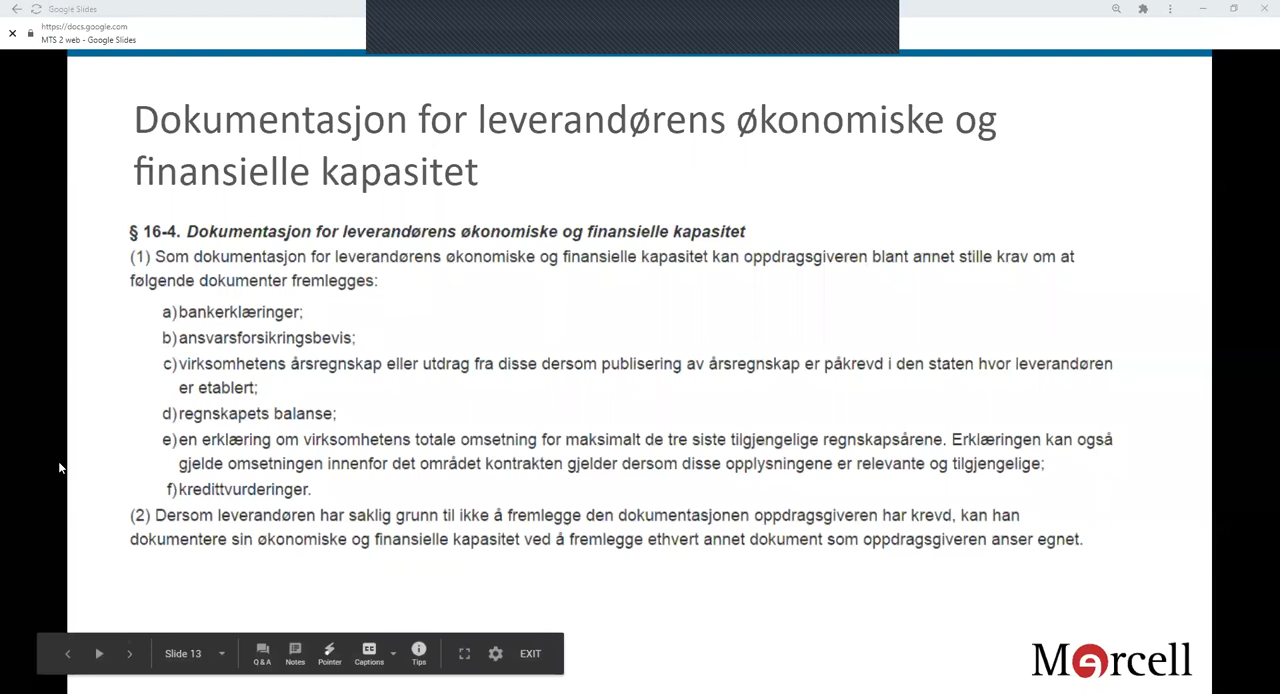 Google Slides
https://docs.google.com
MTS 2 web - Google Slides
Dokumentasjon for leverandørens økonomiske og
finansielle kapasitet
§ 16-4. Dokumentasjon for leverandørens økonomiske og finansielle kapasitet
(1) Som dokumentasjon for leverandørens økonomiske og finansielle kapasitet kan oppdragsgiveren blant annet stille krav om at
følgende dokumenter fremlegges:
a) bankerklæringer;
b) ansvarsforsikringsbevis;
c) virksomhetens årsregnskap eller utdrag fra disse dersom publisering av årsregnskap er påkrevd i den staten hvor leverandøren
er etablert;
d) regnskapets balanse;
e) en erklæring om virksomhetens totale omsetning for maksimalt de tre siste tilgjengelige regnskapsårene. Erklæringen kan også
gjelde omsetningen innenfor det området kontrakten gjelder dersom disse opplysningene er relevante og tilgjengelige;
f) kredittvurderinger.
(2) Dersom leverandøren har saklig grunn til ikke å fremlegge den dokumentasjonen oppdragsgiveren har krevd, kan han
dokumentere sin økonomiske og finansielle kapasitet ved å fremlegge ethvert annet dokument som oppdragsgiveren anser egnet.
Slide 13
Q & A
Notes
Pointer
Captions
Tips
EXIT
Mercell